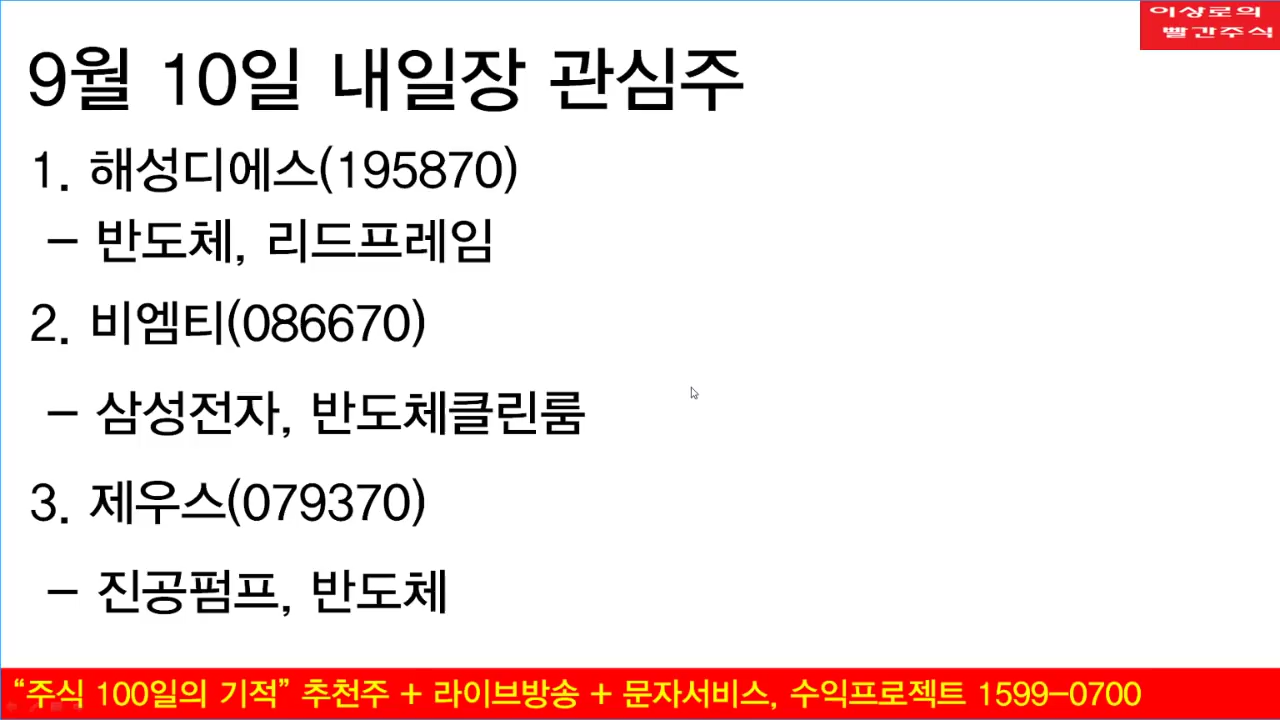 이상로의
빨간주식
9월 10일 내일장 관심주
1. 해성디에스(195870)
- 반도체, 리드프레임
2. 비엠티(086670)
- 삼성전자, 반도체클린룸
3. 제우스(079370)
- 진공펌프, 반도체
“주식 100일의 기적” 추천주 + 라이브방송 + 문자서비스, 수익프로젝트 1599-0700